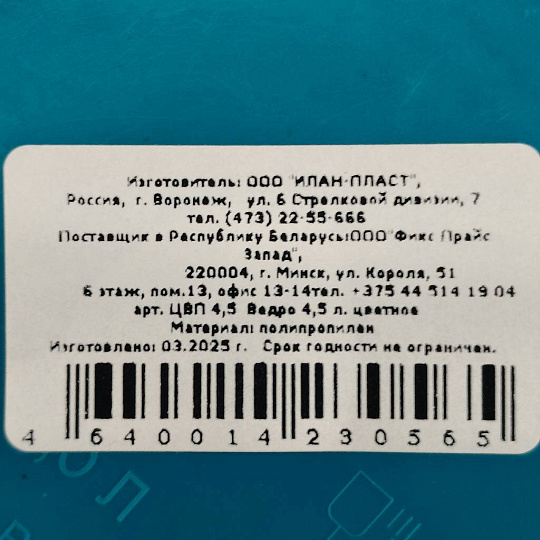 Изготовитель: ООО "ИЛАН-ПЛАСТ",
Россия, г. Воронеж, ул. 6 Стрелковой дивизии, 7
тел. (473) 22-55-666
Поставщик в Республику Беларусь:ООО"Фикс Прайс
Запад",
220004, г. Минск, ул. Короля, 51
6 этаж, пом.13, офис 13-14тел. +375 44 514 19 04
арт. ЦВП 4,5 Ведро 4,5 л. цветное
Материал: полипропилен
Изготовлено: 03.2025 г. Срок годности не ограничен.
4 640014 230565
ОЛ